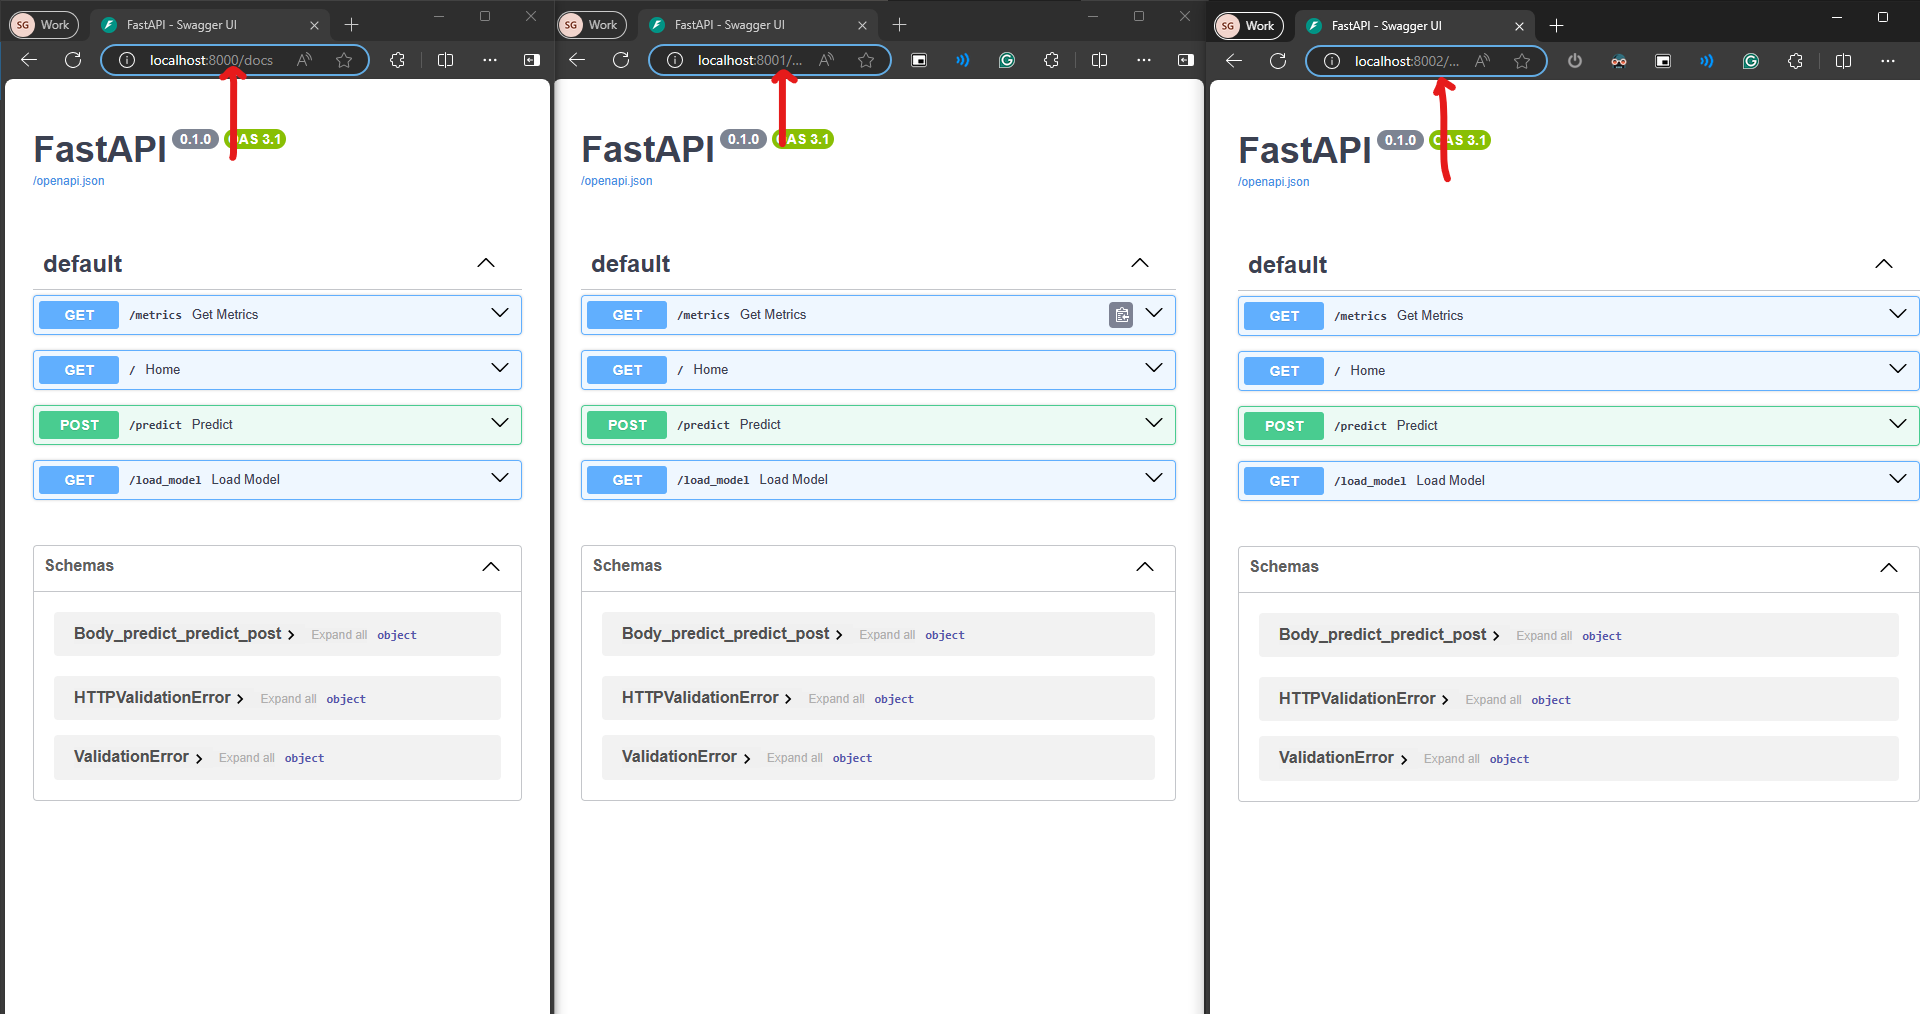 SG Work FastAPI - Swagger UI
localhost:8000/docs
FastAPI 0.1.0 OAS 3.1
/openapi.json
default
GET /metrics Get Metrics
GET / Home
POST /predict Predict
GET /load_model Load Model
Schemas
Body_predict_predict_post Expand all object
HTTPValidationError Expand all object
ValidationError Expand all object
SG Work FastAPI - Swagger UI
localhost:8001/...
FastAPI 0.1.0 OAS 3.1
/openapi.json
default
GET /metrics Get Metrics
GET / Home
POST /predict Predict
GET /load_model Load Model
Schemas
Body_predict_predict_post Expand all object
HTTPValidationError Expand all object
ValidationError Expand all object
SG Work FastAPI - Swagger UI
localhost:8002/...
FastAPI 0.1.0 OAS 3.1
/openapi.json
default
GET /metrics Get Metrics
GET / Home
POST /predict Predict
GET /load_model Load Model
Schemas
Body_predict_predict_post Expand all object
HTTPValidationError Expand all object
ValidationError Expand all object